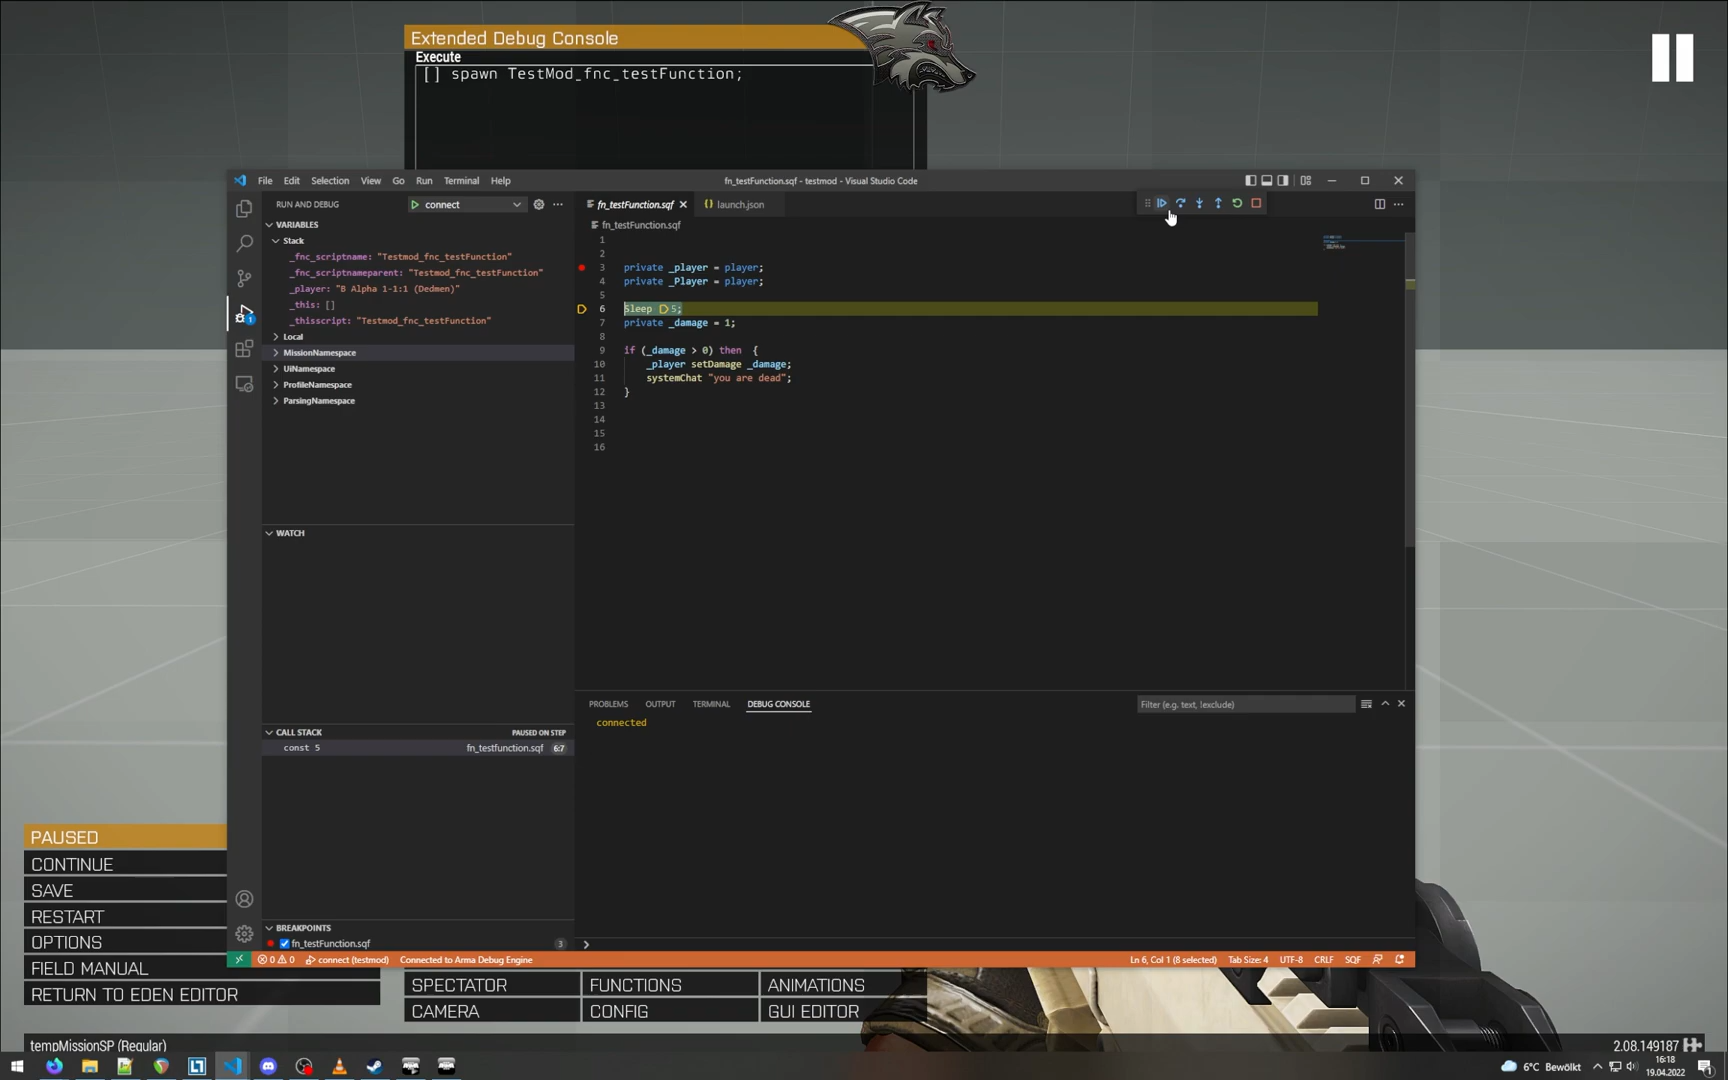 Extended Debug Console
Execute
[] spawn TestMod_fnc_testFunction;
File Edit Selection View Go Run Terminal Help
fn_testFunction.sqf - testmod - Visual Studio Code
RUN AND DEBUG
connect
fn_testFunction.sqf
launch.json
fn_testFunction.sqf
VARIABLES
Stack
_fnc_scriptname: "Testmod_fnc_testFunction"
_fnc_scriptnameparent: "Testmod_fnc_testFunction"
_player: "B Alpha 1-1:1 (Dedmen)"
_this: []
_thisscript: "Testmod_fnc_testFunction"
Local
MissionNamespace
UiNamespace
ProfileNamespace
ParsingNamespace
1
2
3 private _player = player;
4 private _Player = player;
5
6 Sleep 5;
7 private _damage = 1;
8
9 if (_damage > 0) then {
10 _player setDamage _damage;
11 systemChat "you are dead";
12 }
13
14
15
16
WATCH
CALL STACK
PAUSED ON STEP
const 5 fn_testfunction.sqf 6:7
BREAKPOINTS
fn_testFunction.sqf 3
PROBLEMS OUTPUT TERMINAL DEBUG CONSOLE
Filter (e.g. text, !exclude)
connected
0 0 connect (testmod) Connected to Arma Debug Engine
Ln 6, Col 1 (8 selected) Tab Size: 4 UTF-8 CRLF SQF
PAUSED
CONTINUE
SAVE
RESTART
OPTIONS
FIELD MANUAL
RETURN TO EDEN EDITOR
SPECTATOR FUNCTIONS ANIMATIONS
CAMERA CONFIG GUI EDITOR
tempMissionSP (Regular)
2.08.149187
6°C Bewölkt
16:18
19.04.2022